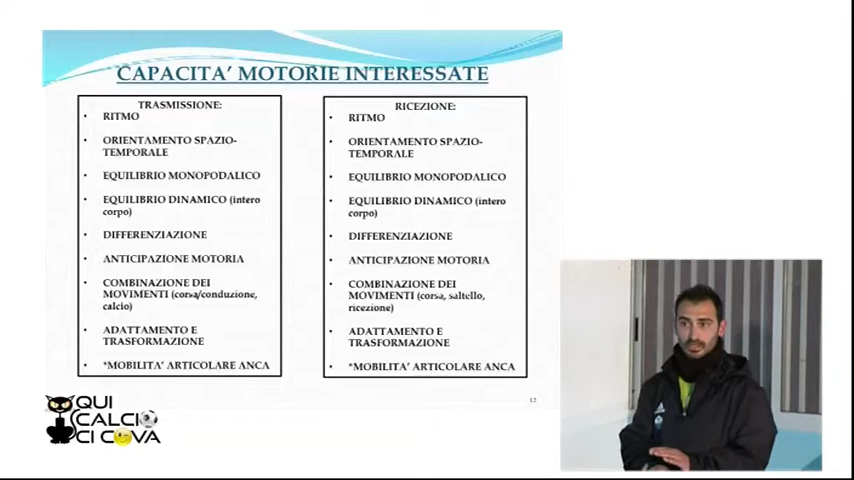 CAPACITA’ MOTORIE INTERESSATE
TRASMISSIONE:
• RITMO
• ORIENTAMENTO SPAZIO-
TEMPORALE
• EQUILIBRIO MONOPODALICO
• EQUILIBRIO DINAMICO (intero
corpo)
• DIFFERENZIAZIONE
• ANTICIPAZIONE MOTORIA
• COMBINAZIONE DEI
MOVIMENTI (corsa/conduzione,
calcio)
• ADATTAMENTO E
TRASFORMAZIONE
• *MOBILITA’ ARTICOLARE ANCA
RICEZIONE:
• RITMO
• ORIENTAMENTO SPAZIO-
TEMPORALE
• EQUILIBRIO MONOPODALICO
• EQUILIBRIO DINAMICO (intero
corpo)
• DIFFERENZIAZIONE
• ANTICIPAZIONE MOTORIA
• COMBINAZIONE DEI
MOVIMENTI (corsa, saltello,
ricezione)
• ADATTAMENTO E
TRASFORMAZIONE
• *MOBILITA’ ARTICOLARE ANCA
12
QUI
CALCIO
CI COVA